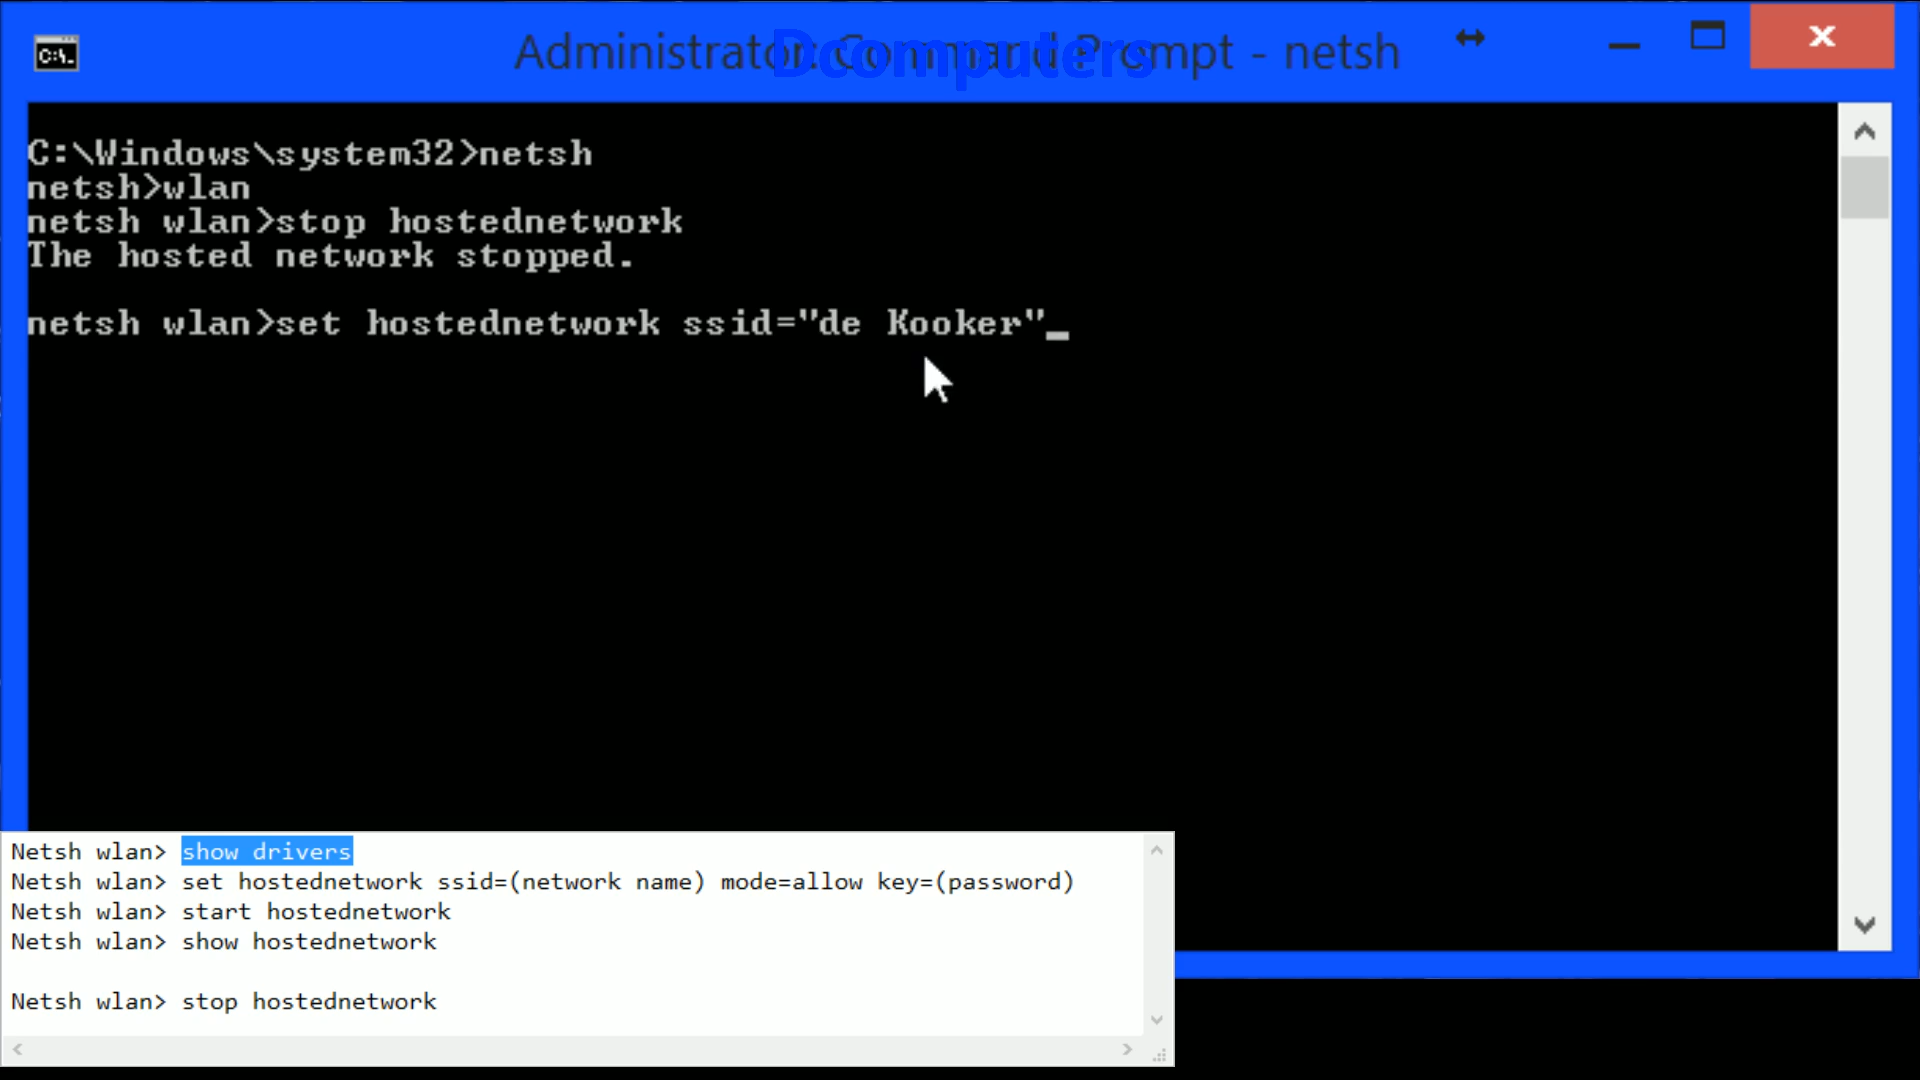 Administrator: Command Prompt - netsh
Dcomputers
C:\Windows\system32>netsh
netsh>wlan
netsh wlan>stop hostednetwork
The hosted network stopped.
netsh wlan>set hostednetwork ssid="de Kooker"_
Netsh wlan> show drivers
Netsh wlan> set hostednetwork ssid=(network name) mode=allow key=(password)
Netsh wlan> start hostednetwork
Netsh wlan> show hostednetwork
Netsh wlan> stop hostednetwork